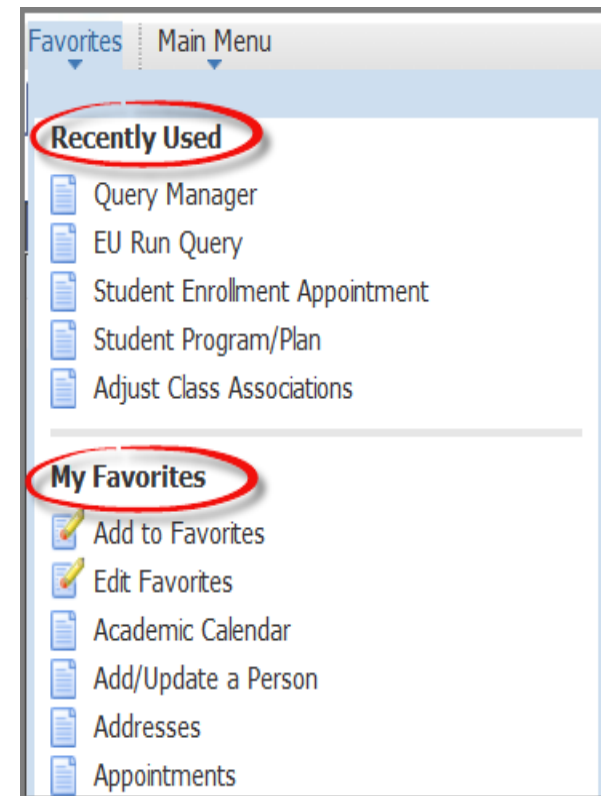 Favorites Main Menu
Recently Used
Query Manager
EU Run Query
Student Enrollment Appointment
Student Program/Plan
Adjust Class Associations
My Favorites
Add to Favorites
Edit Favorites
Academic Calendar
Add/Update a Person
Addresses
Appointments